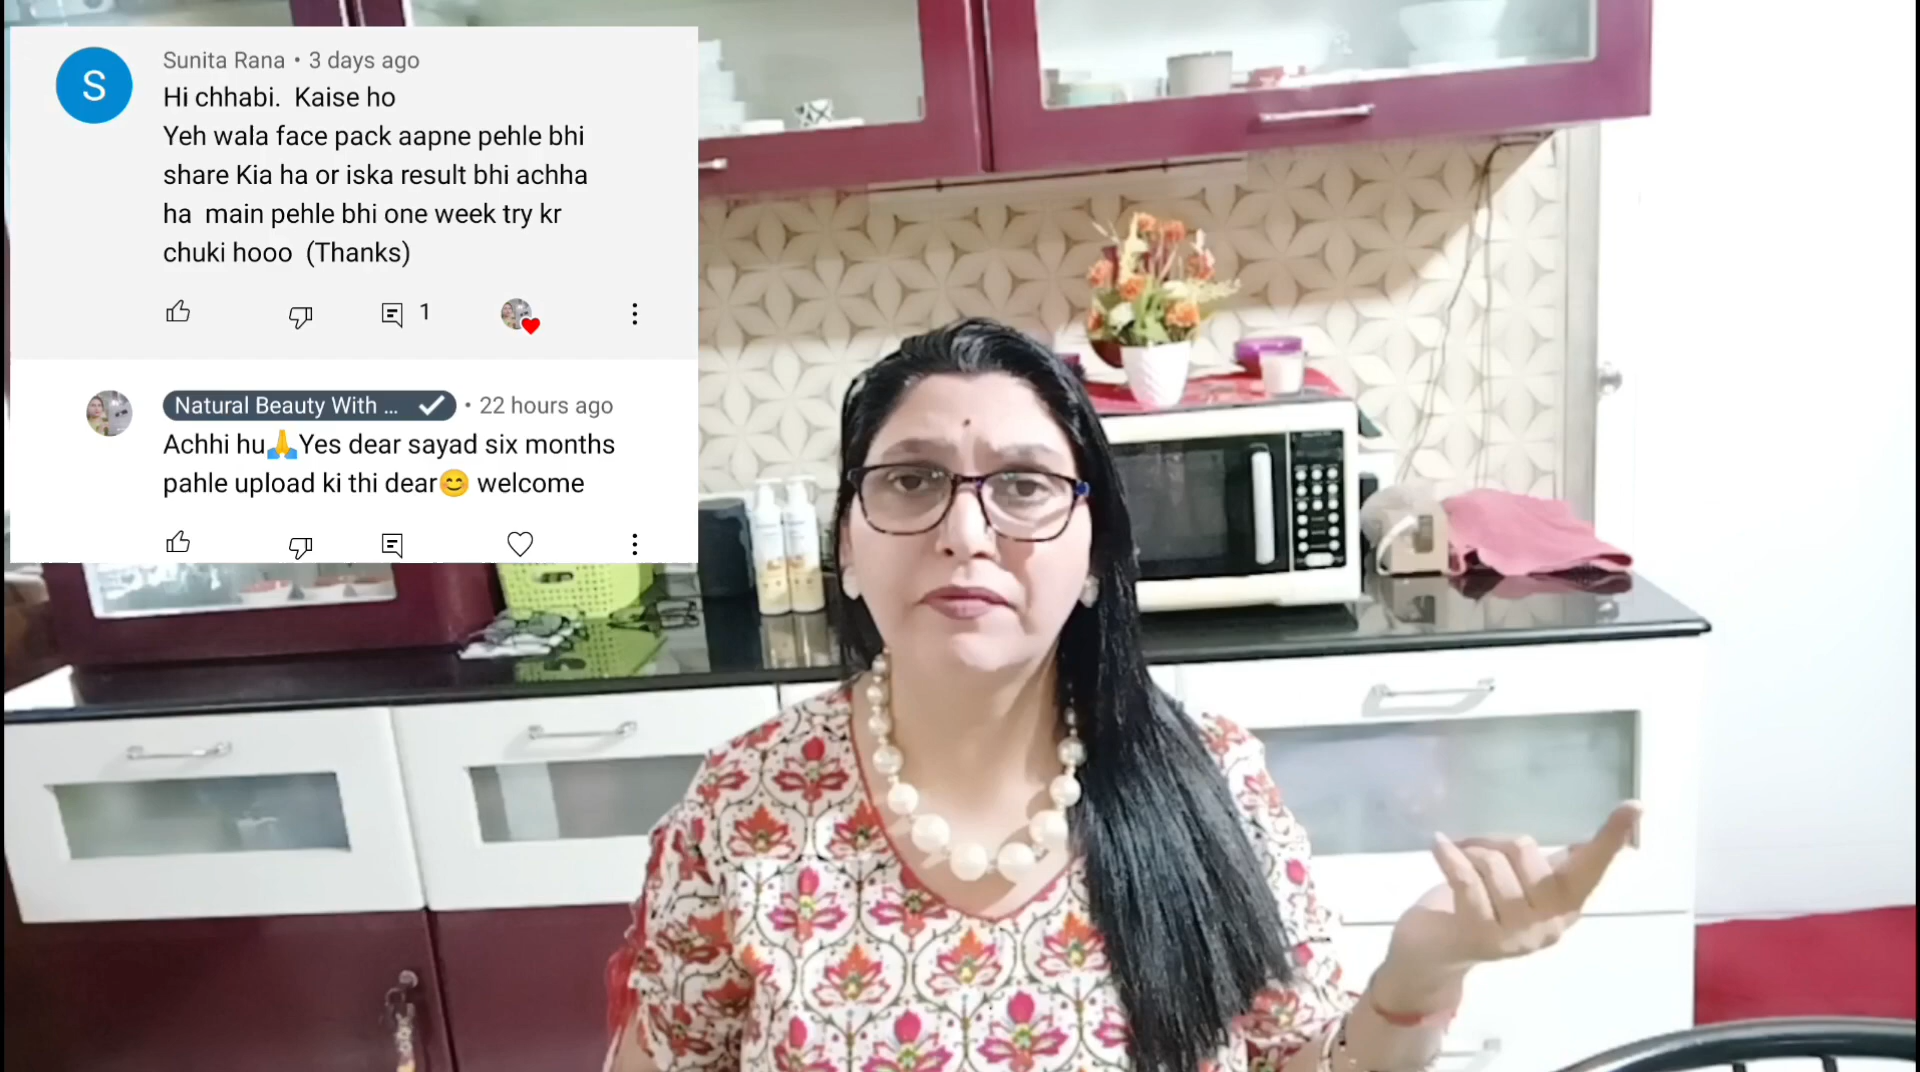 Sunita Rana • 3 days ago
Hi chhabi. Kaise ho
Yeh wala face pack aapne pehle bhi
share Kia ha or iska result bhi achha
ha main pehle bhi one week try kr
chuki hooo (Thanks)
1
S
Natural Beauty With ... • 22 hours ago
Achhi hu🙏Yes dear sayad six months
pahle upload ki thi dear😊 welcome